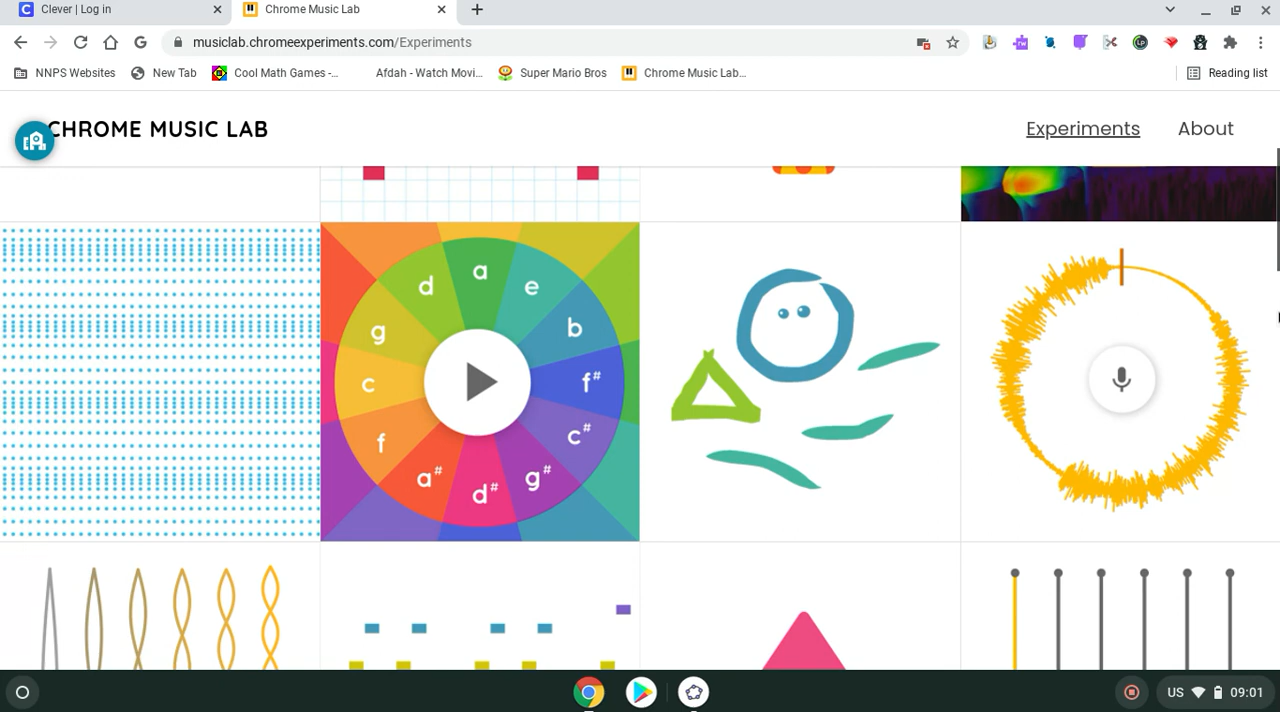 Clever | Log in
Chrome Music Lab
musiclab.chromeexperiments.com/Experiments
NNPS Websites
New Tab
Cool Math Games -...
Afdah - Watch Movi...
Super Mario Bros
Chrome Music Lab...
Reading list
CHROME MUSIC LAB
Experiments
About
a
d
e
g
b
c
f#
f
c#
a#
g#
d#
US
09:01